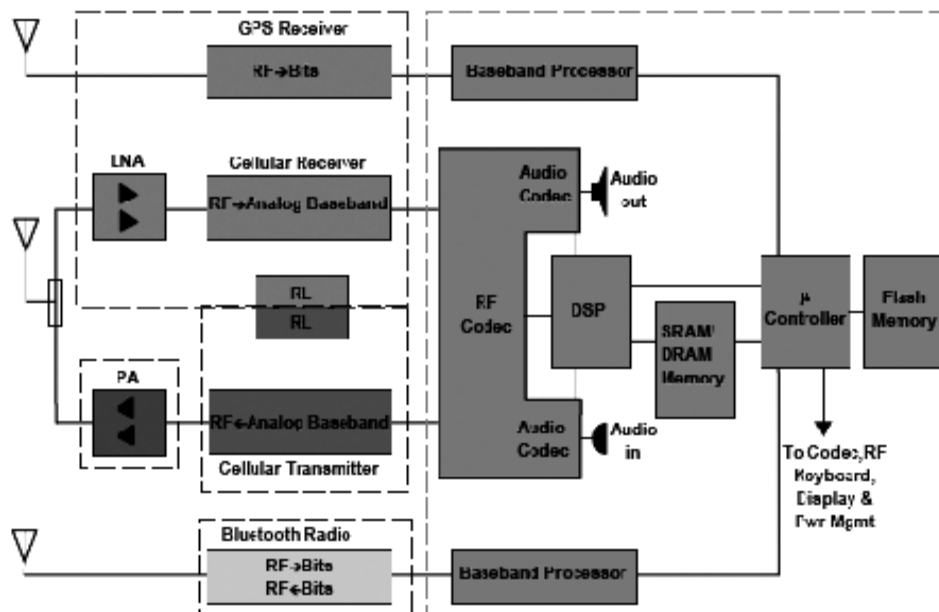 GPS Receiver
RF→Bits
Baseband Processor
LNA
Cellular Receiver
RF→Analog Baseband
Audio
Codec
Audio
out
RL
RL
RF
Codec
DSP
SRAM/
DRAM
Memory
µ
Controller
Flash
Memory
PA
RF←Analog Baseband
Cellular Transmitter
Audio
Codec
Audio
in
To Codec,RF
Keyboard,
Display &
Pwr Mgmt
Bluetooth Radio
RF→Bits
RF←Bits
Baseband Processor